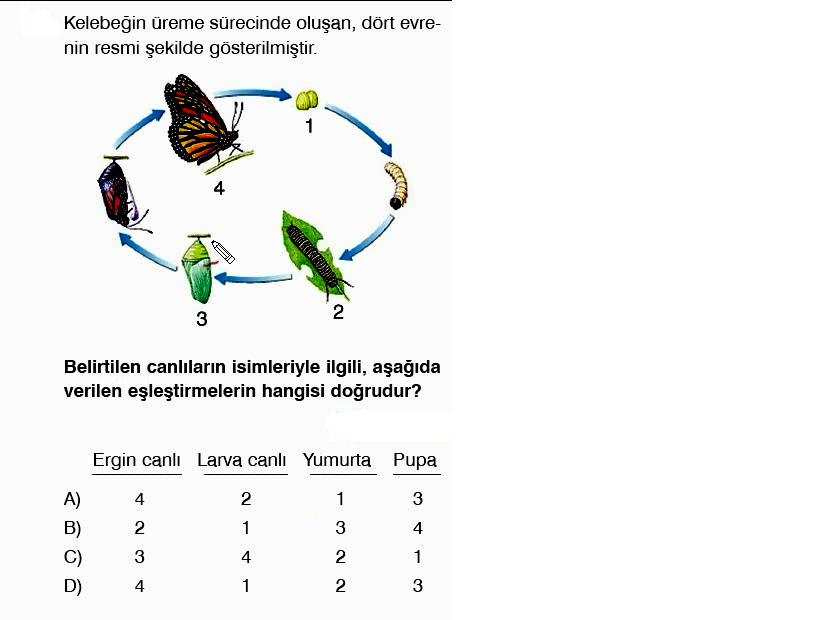 Kelebeğin üreme sürecinde oluşan, dört evre-
nin resmi şekilde gösterilmiştir.
1
4
2
3
Belirtilen canlıların isimleriyle ilgili, aşağıda
verilen eşleştirmelerin hangisi doğrudur?
Ergin canlı Larva canlı Yumurta Pupa
A) 4 2 1 3
B) 2 1 3 4
C) 3 4 2 1
D) 4 1 2 3